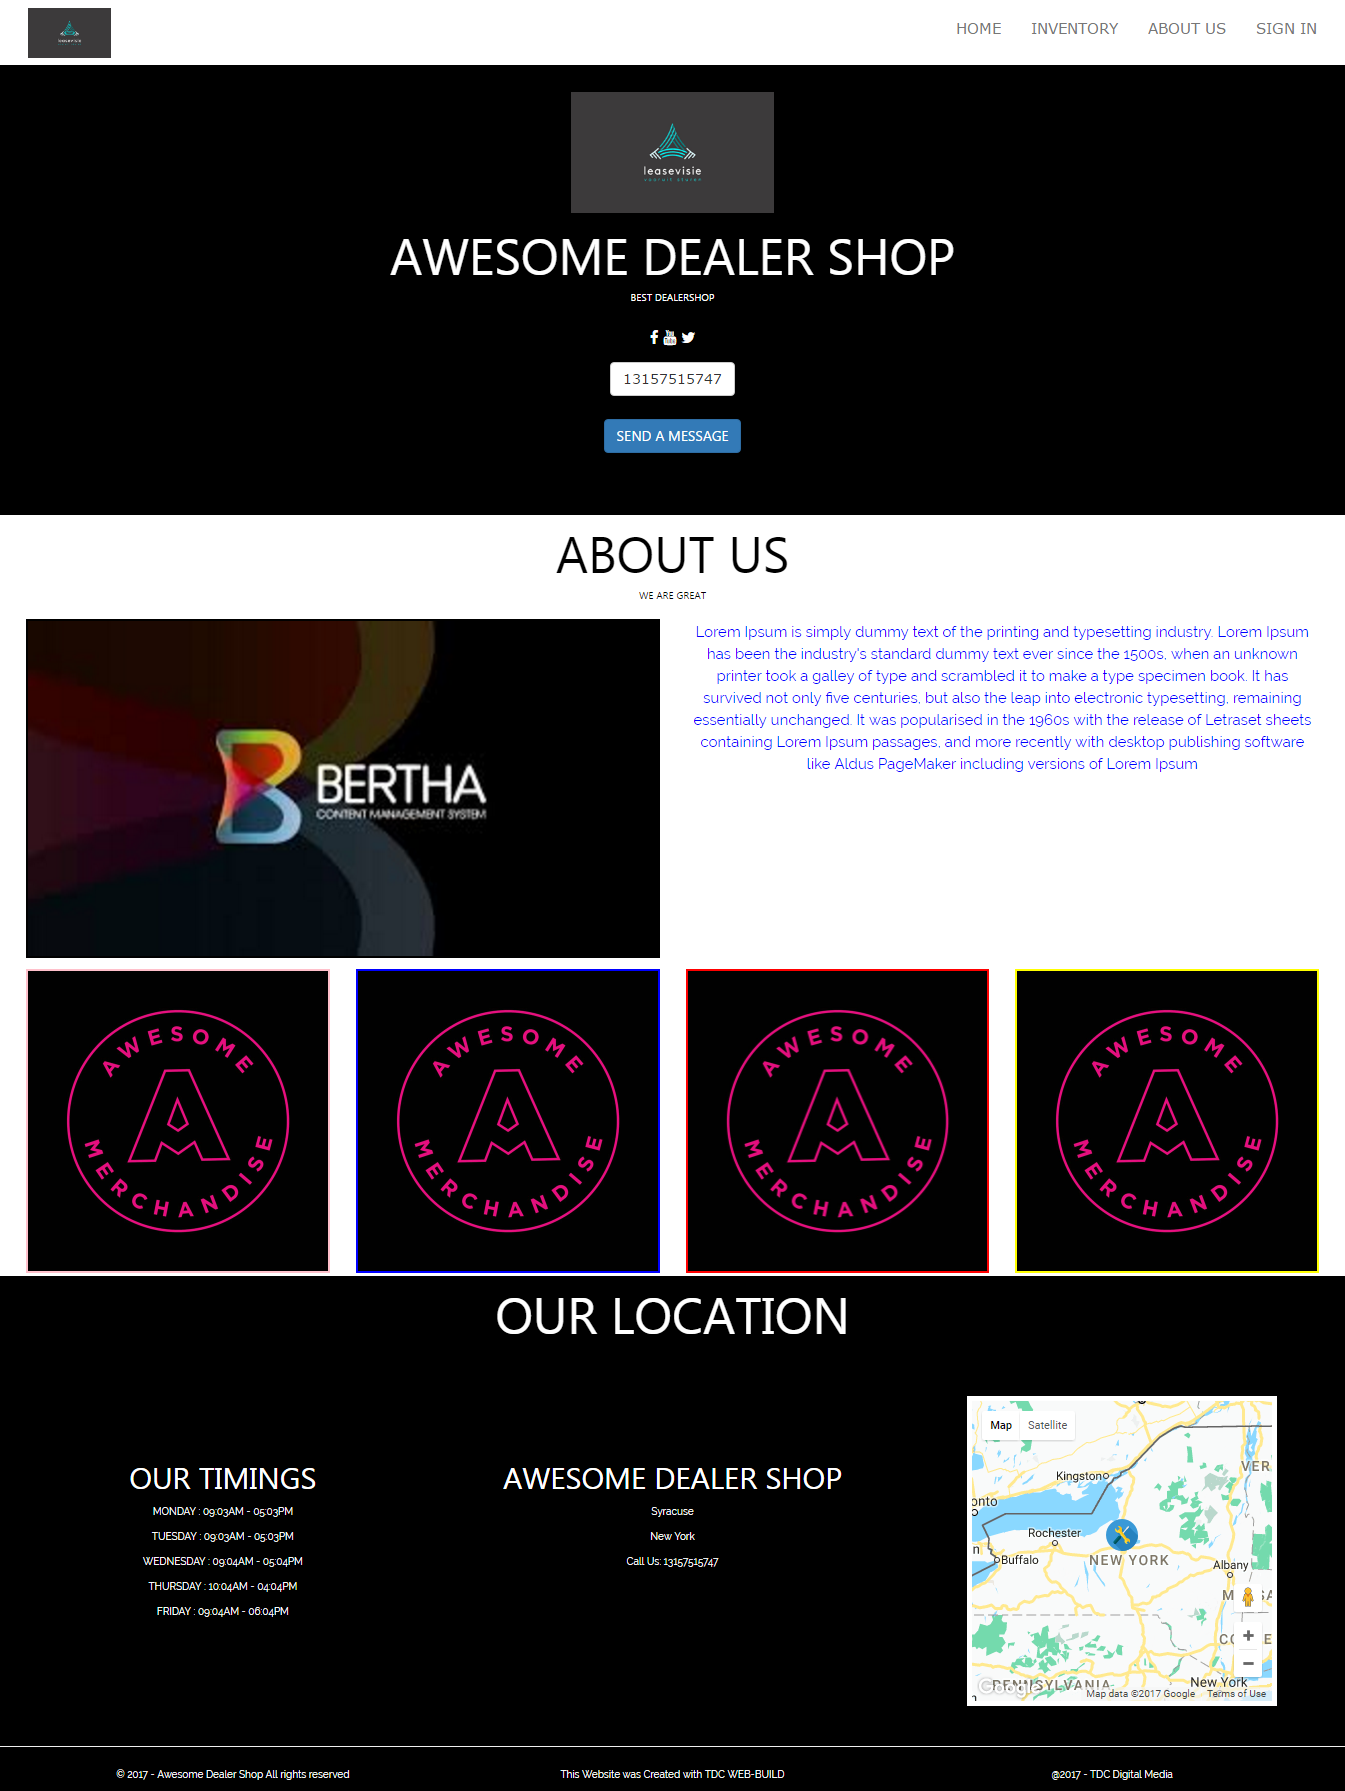 leasevisie
HOME INVENTORY ABOUT US SIGN IN
leasevisie
AWESOME DEALER SHOP
BEST DEALERSHOP
You Tube
13157515747
SEND A MESSAGE
ABOUT US
WE ARE GREAT
BERTHA
CONTENT MANAGEMENT SYSTEM
Lorem Ipsum is simply dummy text of the printing and typesetting industry. Lorem Ipsum
has been the industry's standard dummy text ever since the 1500s, when an unknown
printer took a galley of type and scrambled it to make a type specimen book. It has
survived not only five centuries, but also the leap into electronic typesetting, remaining
essentially unchanged. It was popularised in the 1960s with the release of Letraset sheets
containing Lorem Ipsum passages, and more recently with desktop publishing software
like Aldus PageMaker including versions of Lorem Ipsum
AWESOME
A
MERCHANDISE
AWESOME
A
MERCHANDISE
AWESOME
A
MERCHANDISE
AWESOME
A
MERCHANDISE
OUR LOCATION
OUR TIMINGS
MONDAY : 09:03AM - 05:03PM
TUESDAY : 09:03AM - 05:03PM
WEDNESDAY : 09:04AM - 05:04PM
THURSDAY : 10:04AM - 04:04PM
FRIDAY : 09:04AM - 06:04PM
AWESOME DEALER SHOP
Syracuse
New York
Call Us: 13157515747
Map Satellite
VER
Kingston
onto
Rochester
n
Buffalo
NEW YORK
Albany
M SA
CO E
+
−
New York
PENNSYLVANIA
Google
Map data ©2017 Google Terms of Use
© 2017 - Awesome Dealer Shop All rights reserved
This Website was Created with TDC WEB-BUILD
@2017 - TDC Digital Media